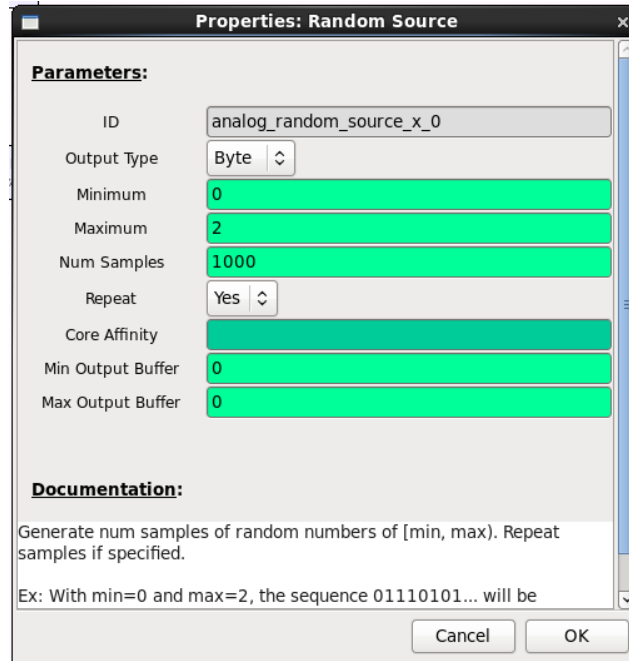 Properties: Random Source
Parameters:
ID analog_random_source_x_0
Output Type Byte
Minimum 0
Maximum 2
Num Samples 1000
Repeat Yes
Core Affinity
Min Output Buffer 0
Max Output Buffer 0
Documentation:
Generate num samples of random numbers of [min, max). Repeat
samples if specified.
Ex: With min=0 and max=2, the sequence 01110101... will be
Cancel OK